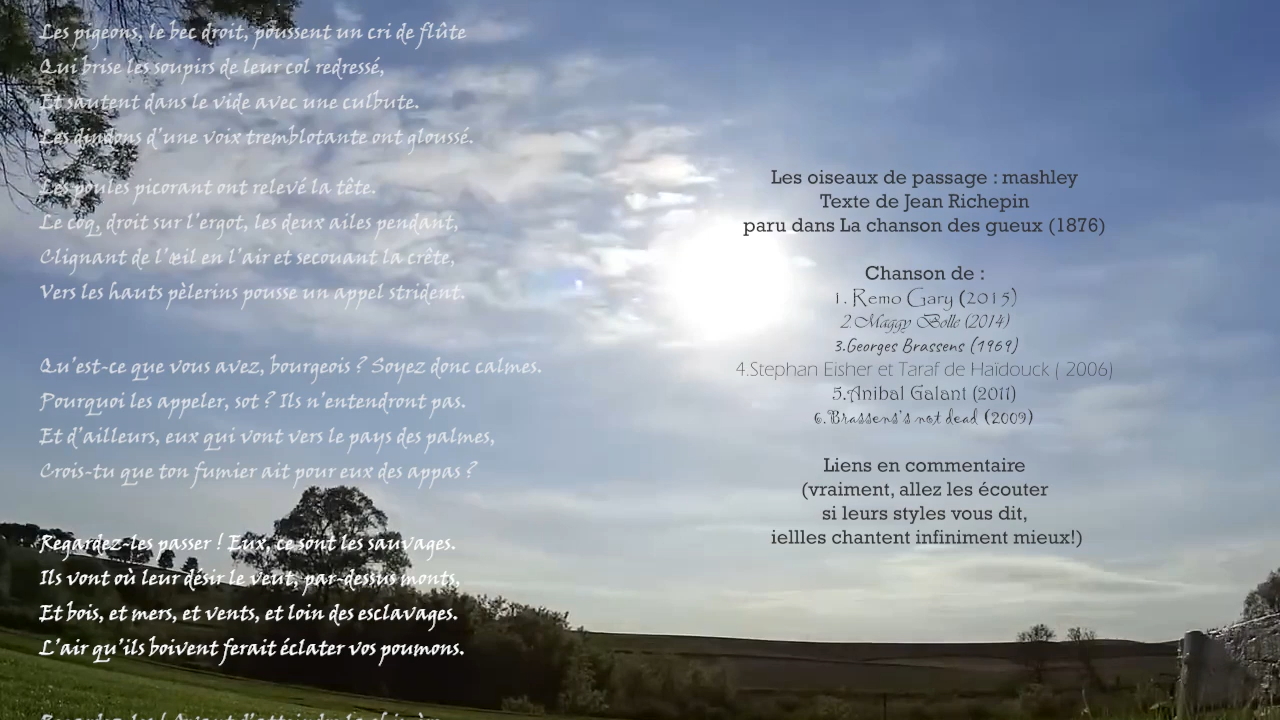 Les pigeons, le bec droit, poussent un cri de flûte
Qui brise les soupirs de leur col redressé,
Et sautent dans le vide avec une culbute.
Les dindons d'une voix tremblotante ont gloussé.
Les poules picorant ont relevé la tête.
Le coq, droit sur l'ergot, les deux ailes pendant,
Clignant de l'œil en l'air et secouant la crête,
Vers les hauts pèlerins pousse un appel strident.
Qu'est-ce que vous avez, bourgeois ? Soyez donc calmes.
Pourquoi les appeler, sot ? Ils n'entendront pas.
Et d'ailleurs, eux qui vont vers le pays des palmes,
Crois-tu que ton fumier ait pour eux des appas ?
Regardez-les passer ! Eux, ce sont les sauvages.
Ils vont où leur désir le veut, par-dessus monts,
Et bois, et mers, et vents, et loin des esclavages.
L'air qu'ils boivent ferait éclater vos poumons.
Les oiseaux de passage : mashley
Texte de Jean Richepin
paru dans La chanson des gueux (1876)
Chanson de :
1. Remo Gary (2015)
2.Maggy Bolle (2014)
3.Georges Brassens (1969)
4.Stephan Eisher et Taraf de Haïdouck ( 2006)
5.Anibal Galant (2011)
6.Brassens's not dead (2009)
Liens en commentaire
(vraiment, allez les écouter
si leurs styles vous dit,
iellles chantent infiniment mieux!)